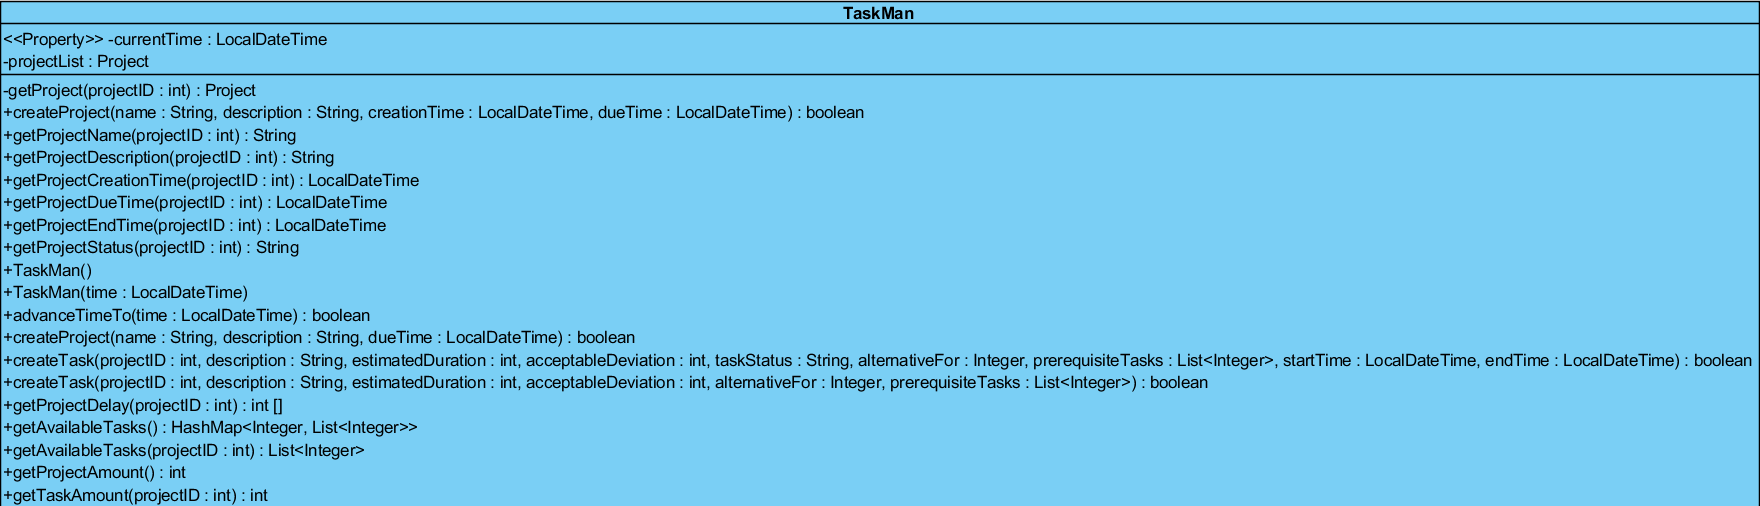 TaskMan
<<Property>> -currentTime : LocalDateTime
-projectList : Project
-getProject(projectID : int) : Project
+createProject(name : String, description : String, creationTime : LocalDateTime, dueTime : LocalDateTime) : boolean
+getProjectName(projectID : int) : String
+getProjectDescription(projectID : int) : String
+getProjectCreationTime(projectID : int) : LocalDateTime
+getProjectDueTime(projectID : int) : LocalDateTime
+getProjectEndTime(projectID : int) : LocalDateTime
+getProjectStatus(projectID : int) : String
+TaskMan()
+TaskMan(time : LocalDateTime)
+advanceTimeTo(time : LocalDateTime) : boolean
+createProject(name : String, description : String, dueTime : LocalDateTime) : boolean
+createTask(projectID : int, description : String, estimatedDuration : int, acceptableDeviation : int, taskStatus : String, alternativeFor : Integer, prerequisiteTasks : List<Integer>, startTime : LocalDateTime, endTime : LocalDateTime) : boolean
+createTask(projectID : int, description : String, estimatedDuration : int, acceptableDeviation : int, alternativeFor : Integer, prerequisiteTasks : List<Integer>) : boolean
+getProjectDelay(projectID : int) : int []
+getAvailableTasks() : HashMap<Integer, List<Integer>>
+getAvailableTasks(projectID : int) : List<Integer>
+getProjectAmount() : int
+getTaskAmount(projectID : int) : int